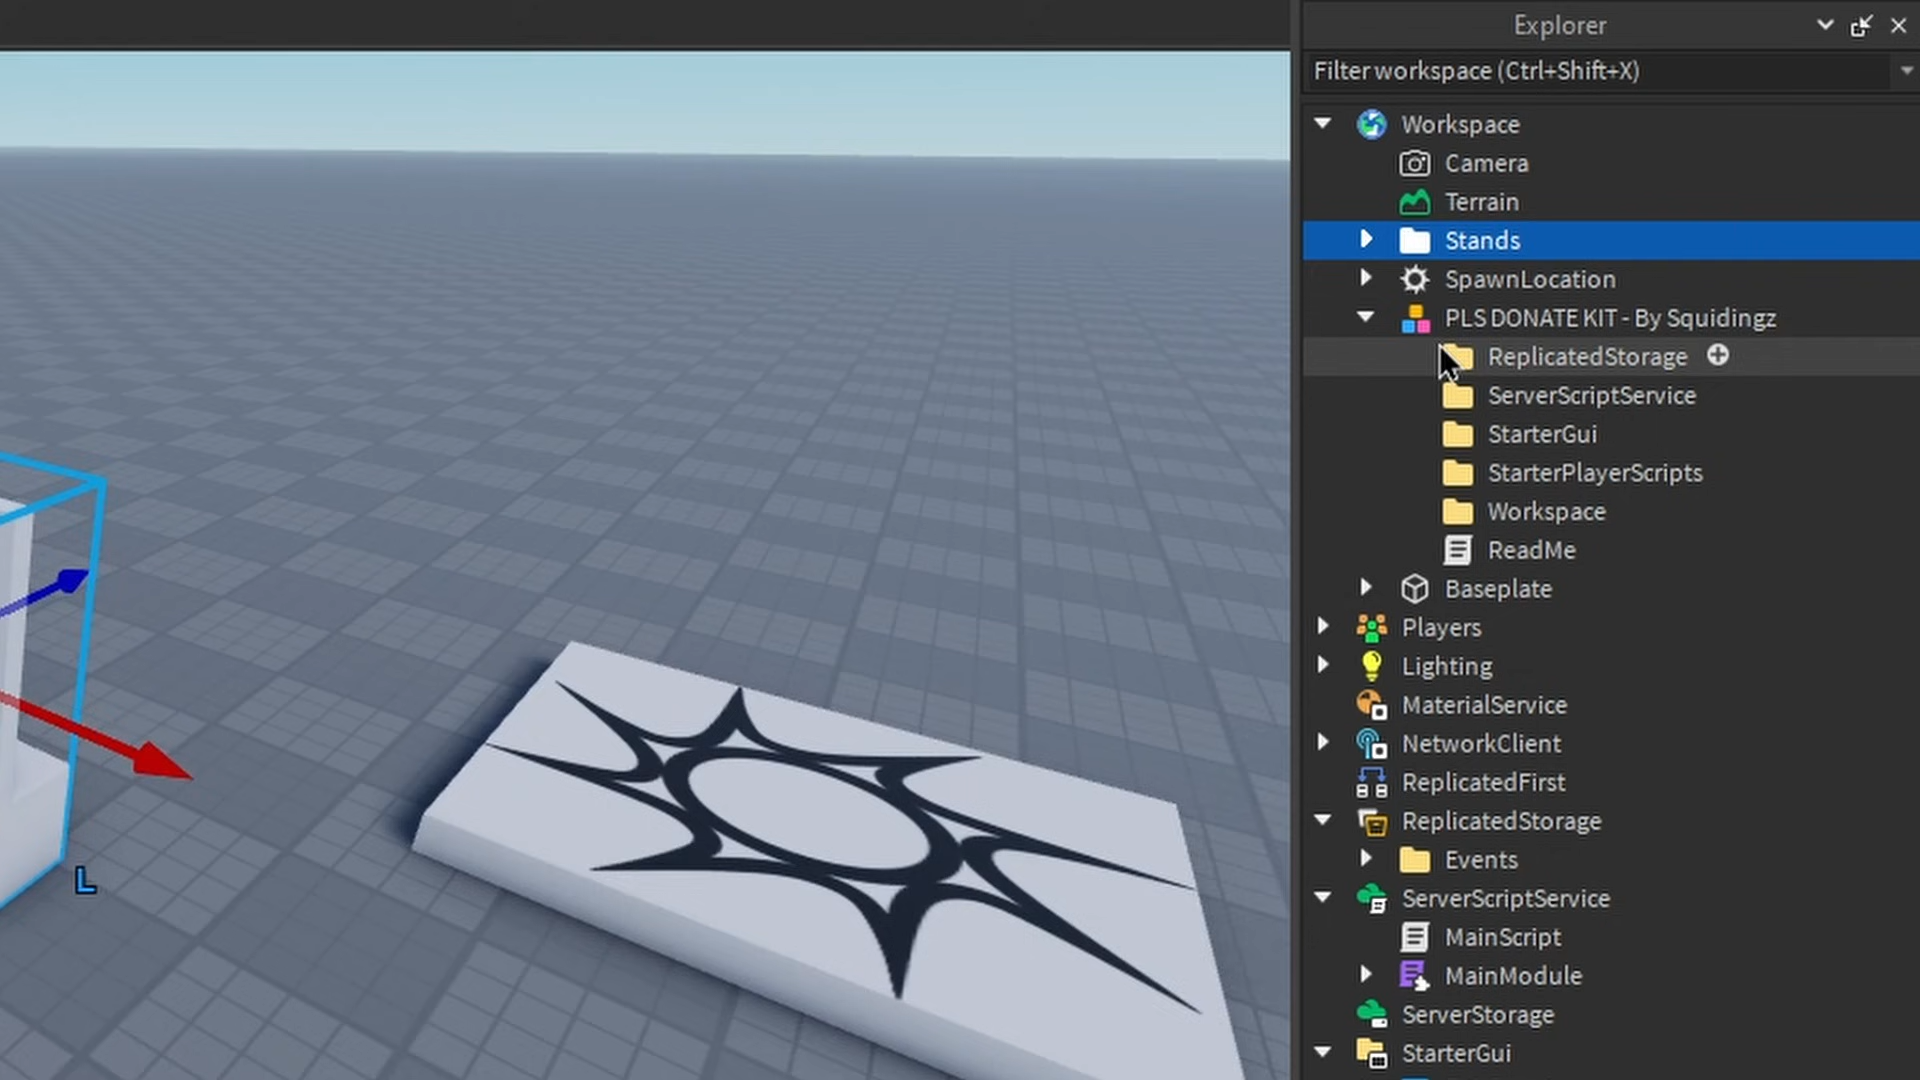 Explorer
Filter workspace (Ctrl+Shift+X)
Workspace
Camera
Terrain
Stands
SpawnLocation
PLS DONATE KIT - By Squidingz
ReplicatedStorage
ServerScriptService
StarterGui
StarterPlayerScripts
Workspace
ReadMe
Baseplate
Players
Lighting
MaterialService
NetworkClient
ReplicatedFirst
ReplicatedStorage
Events
L
ServerScriptService
MainScript
MainModule
ServerStorage
StarterGui